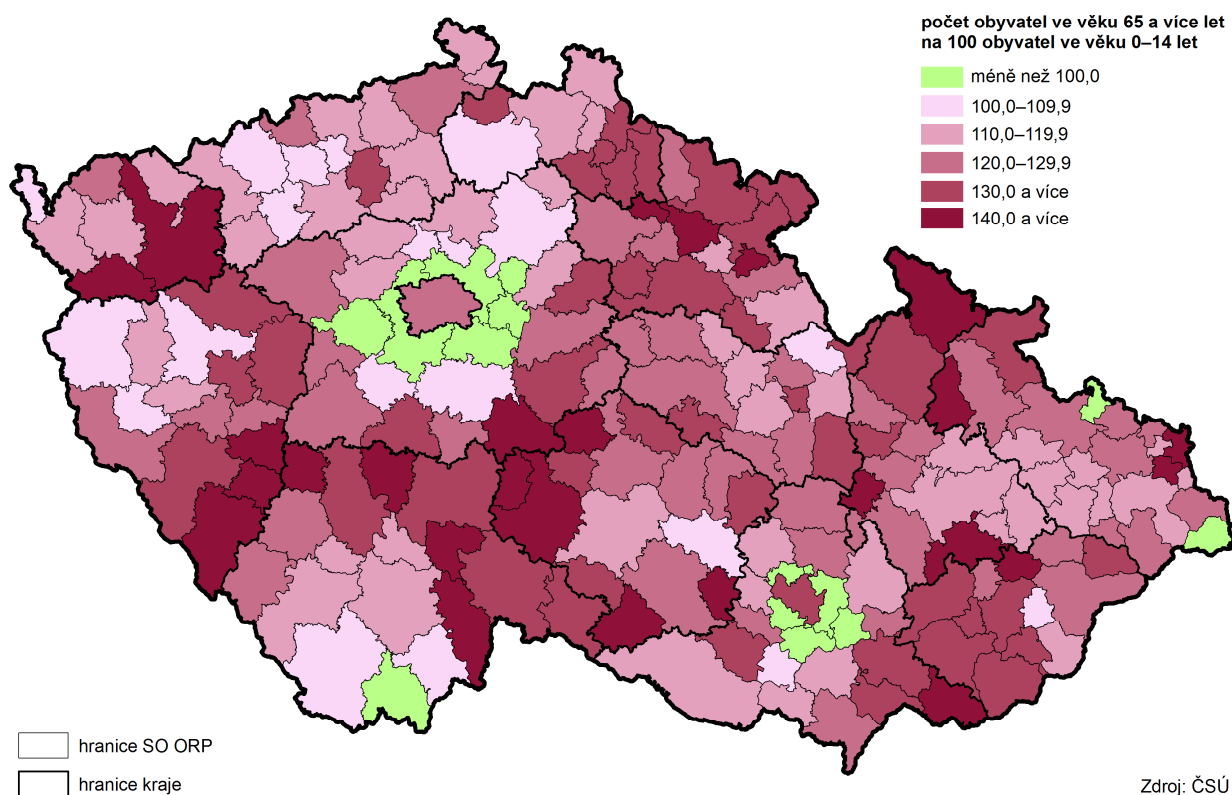 počet obyvatel ve věku 65 a více let
na 100 obyvatel ve věku 0–14 let
méně než 100,0
100,0–109,9
110,0–119,9
120,0–129,9
130,0 a více
140,0 a více
hranice SO ORP
hranice kraje
Zdroj: ČSÚ